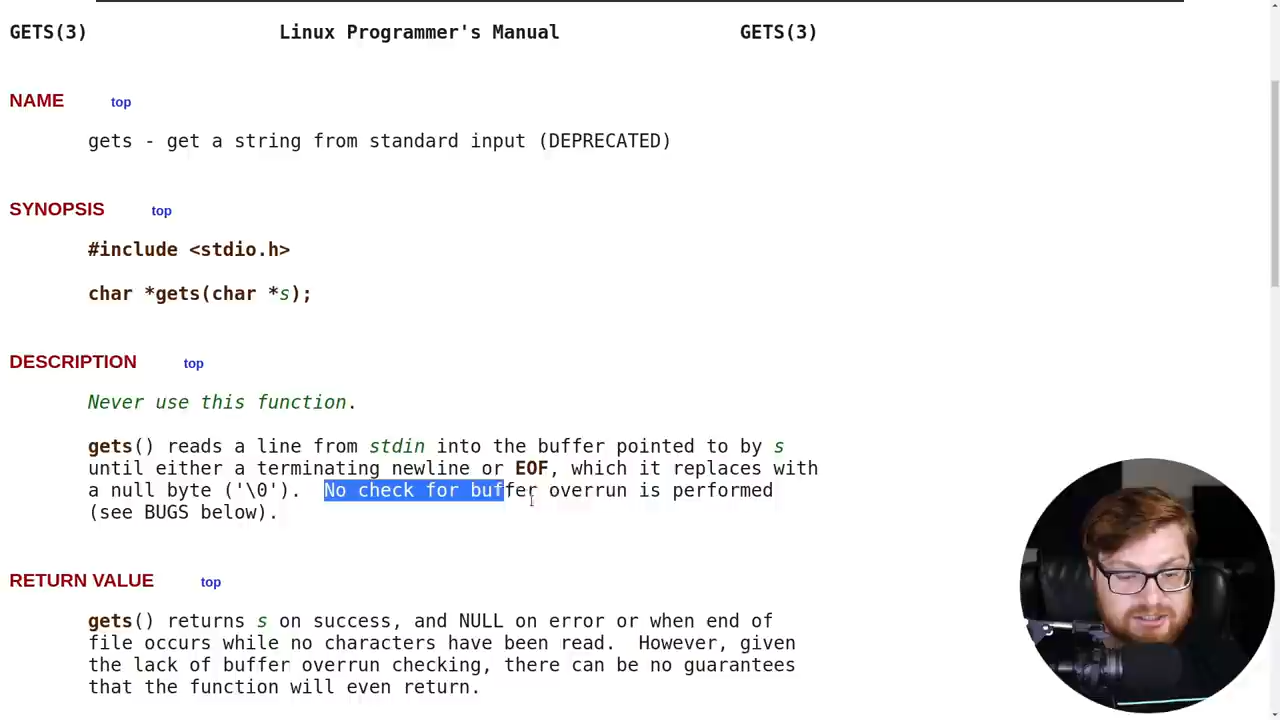 GETS(3) Linux Programmer's Manual GETS(3)
NAME top
gets - get a string from standard input (DEPRECATED)
SYNOPSIS top
#include <stdio.h>
char *gets(char *s);
DESCRIPTION top
Never use this function.
gets() reads a line from stdin into the buffer pointed to by s
until either a terminating newline or EOF, which it replaces with
a null byte ('\0'). No check for buffer overrun is performed
(see BUGS below).
RETURN VALUE top
gets() returns s on success, and NULL on error or when end of
file occurs while no characters have been read. However, given
the lack of buffer overrun checking, there can be no guarantees
that the function will even return.